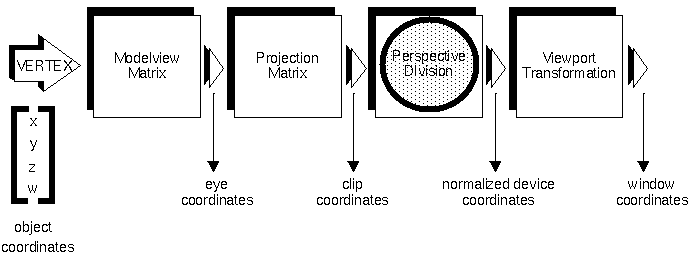 VERTEX
Modelview
Matrix
Projection
Matrix
Perspective
Division
Viewport
Transformation
x
y
z
w
object
coordinates
eye
coordinates
clip
coordinates
normalized device
coordinates
window
coordinates